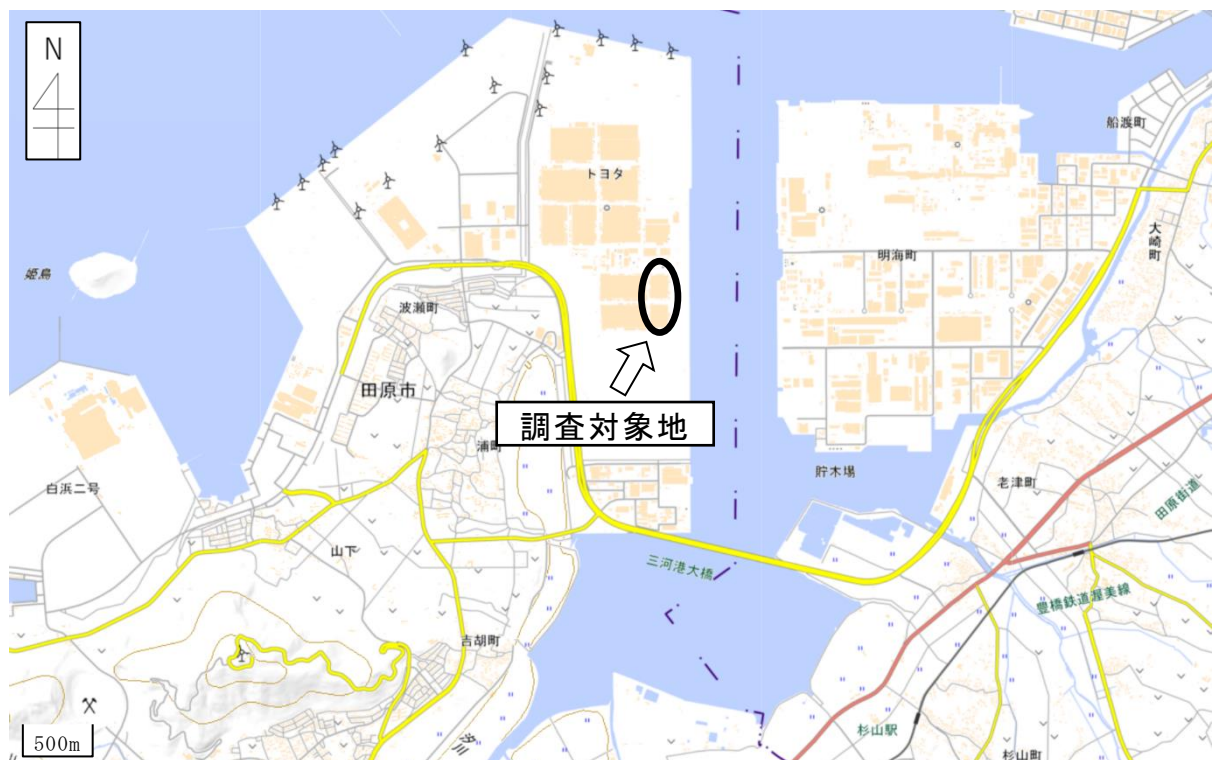 N
船渡町
トヨタ
大崎町
明海町
姫島
波瀬町
田原市
調査対象地
浦町
貯木場
老津町
白浜二号
田原街道
山下
三河港大橋
豊橋鉄道渥美線
吉胡町
杉山駅
汐川
500m
杉山町